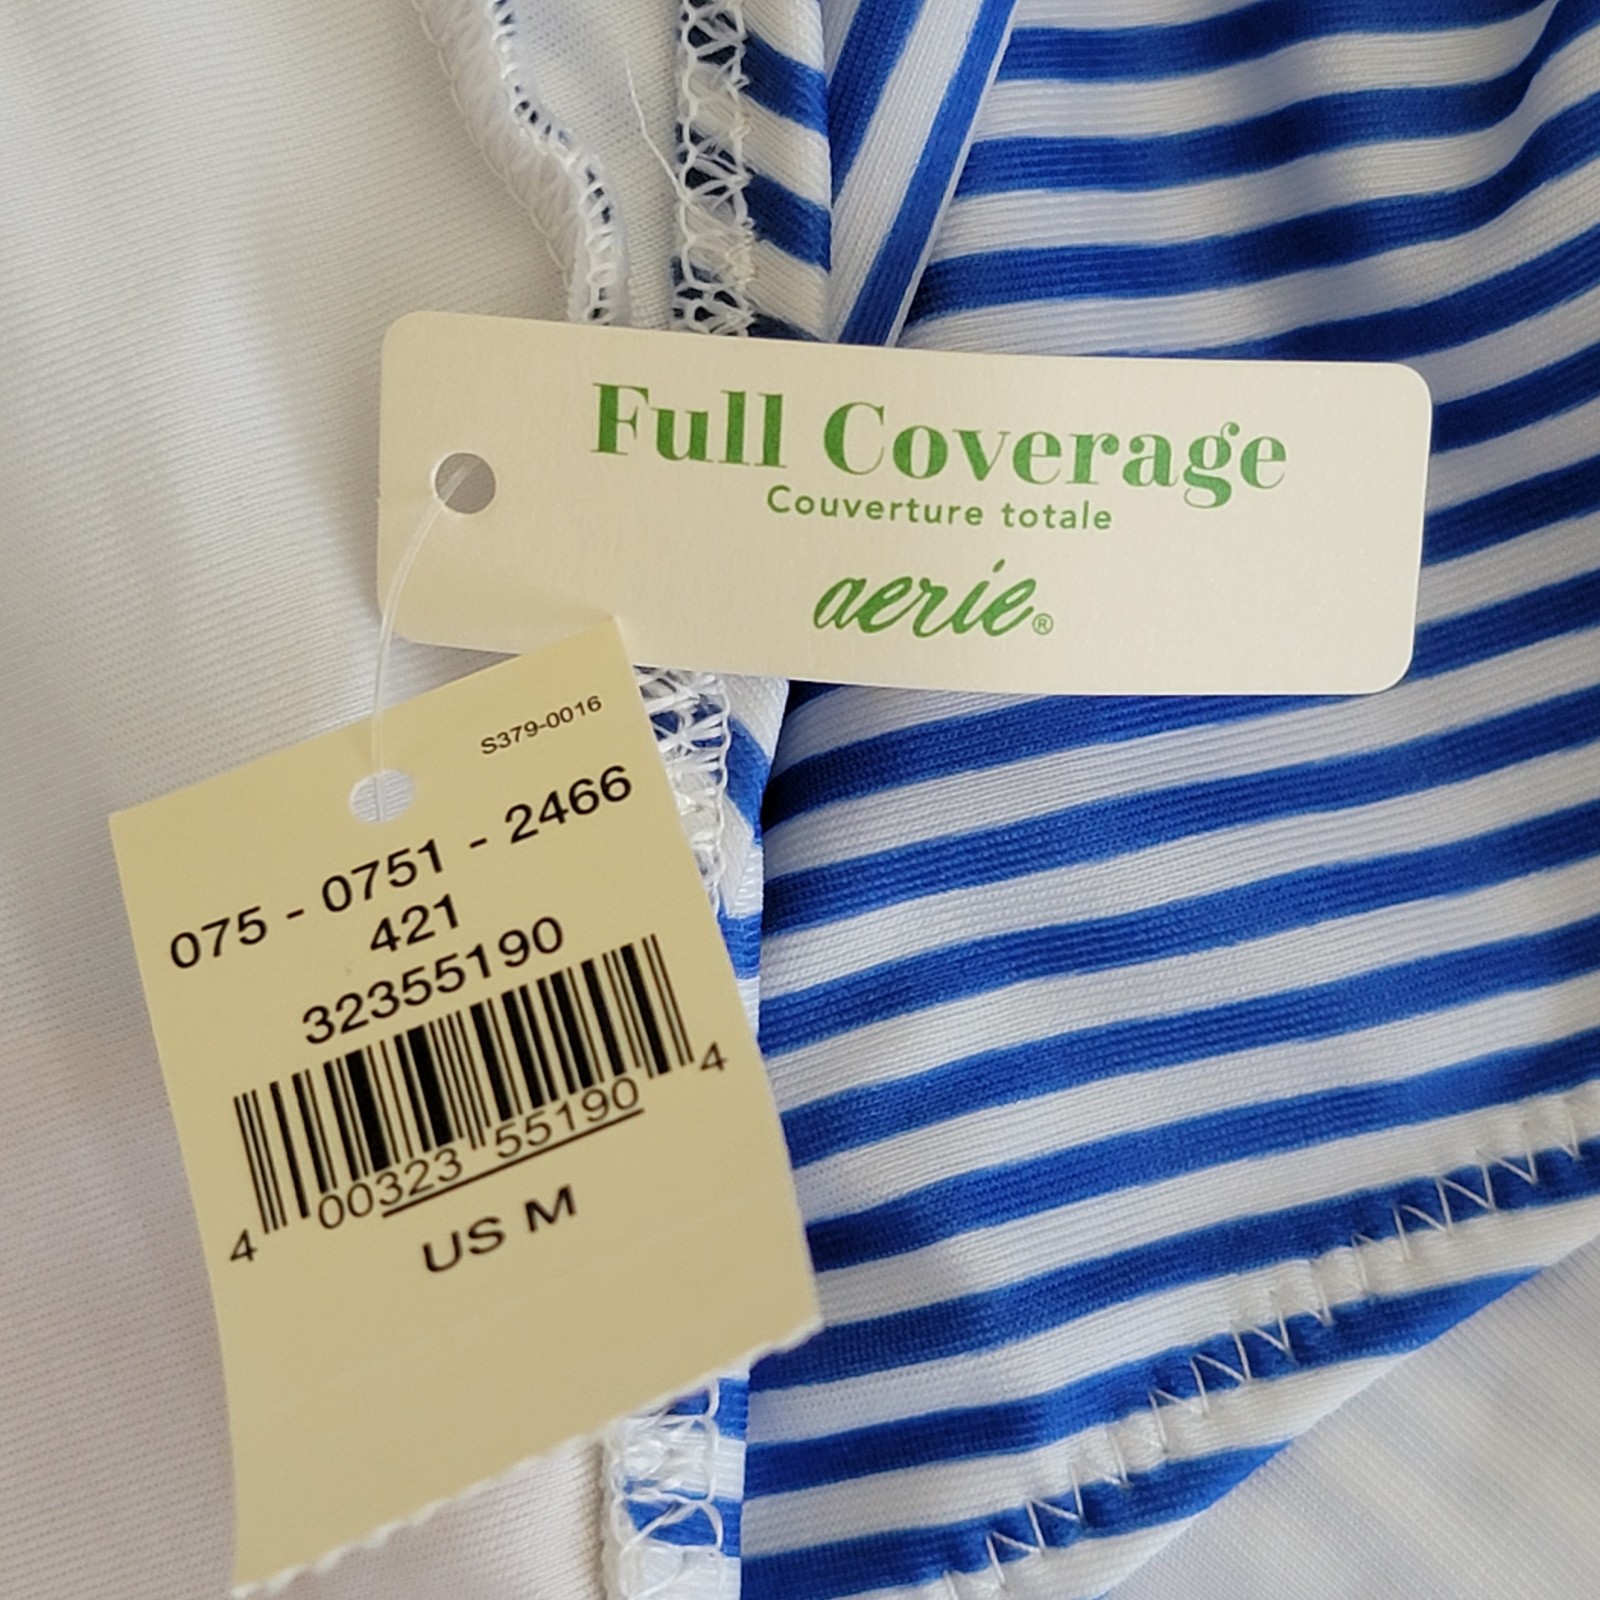 Full Coverage
Couverture totale
aerie®
S379-0016
075 - 0751 - 2466
421
32355190
4 00323 55190 4
US M